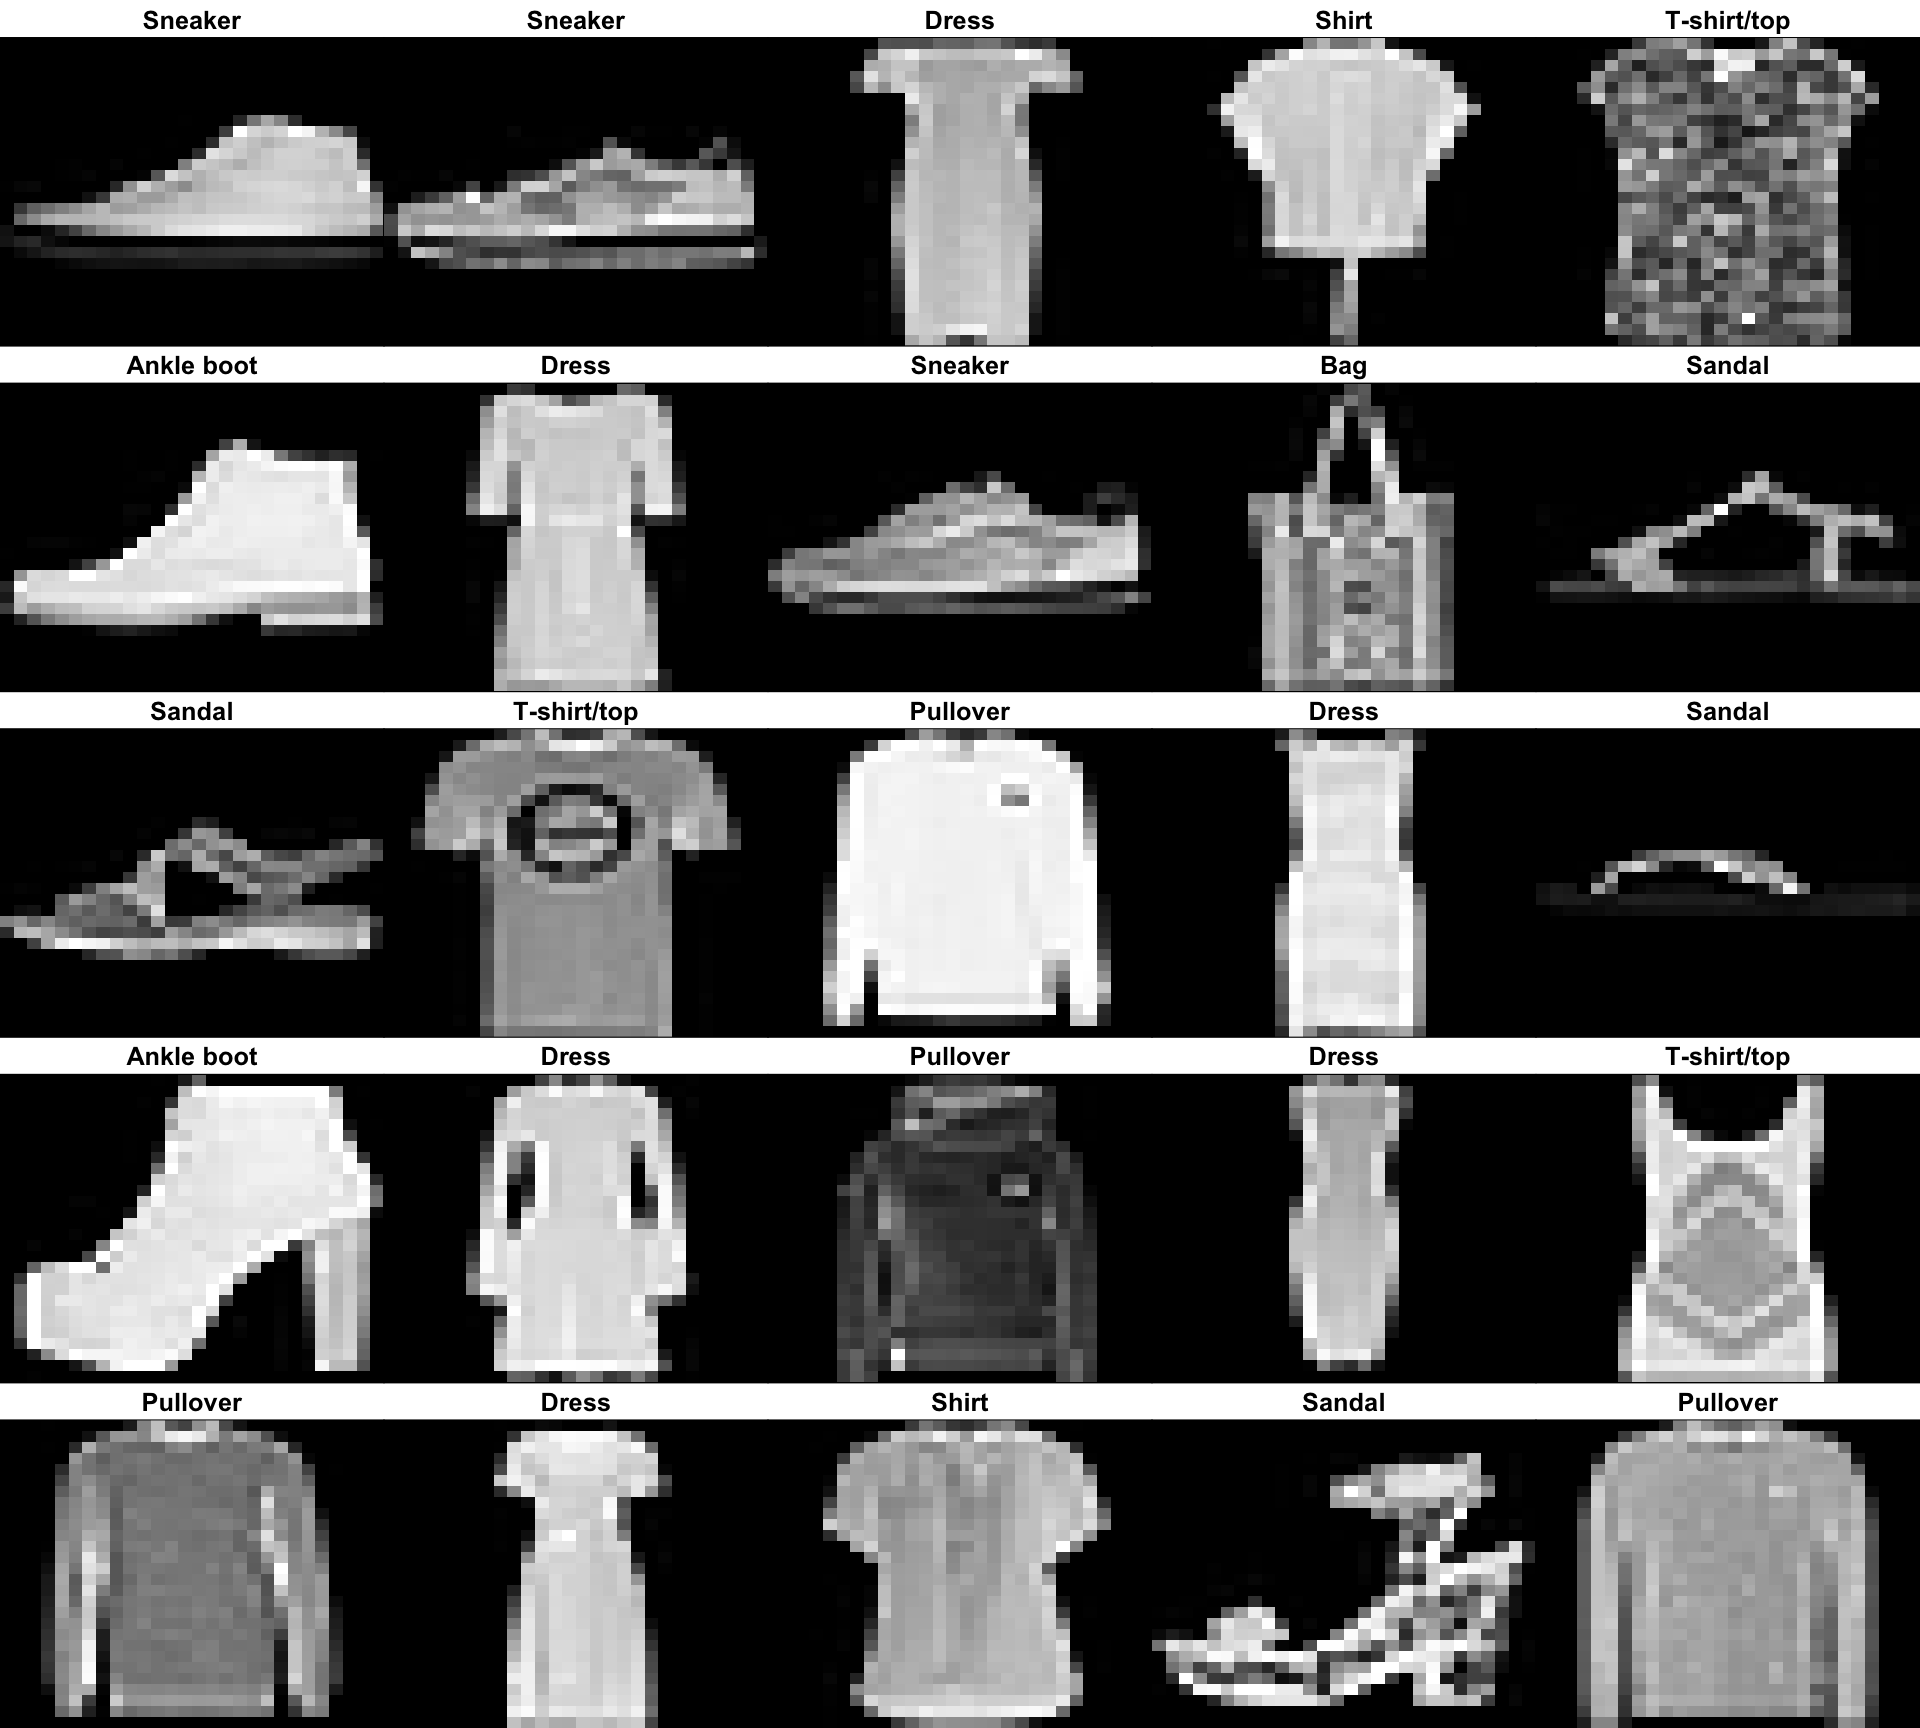 Sneaker Sneaker Dress Shirt T-shirt/top
Ankle boot Dress Sneaker Bag Sandal
Sandal T-shirt/top Pullover Dress Sandal
Ankle boot Dress Pullover Dress T-shirt/top
Pullover Dress Shirt Sandal Pullover